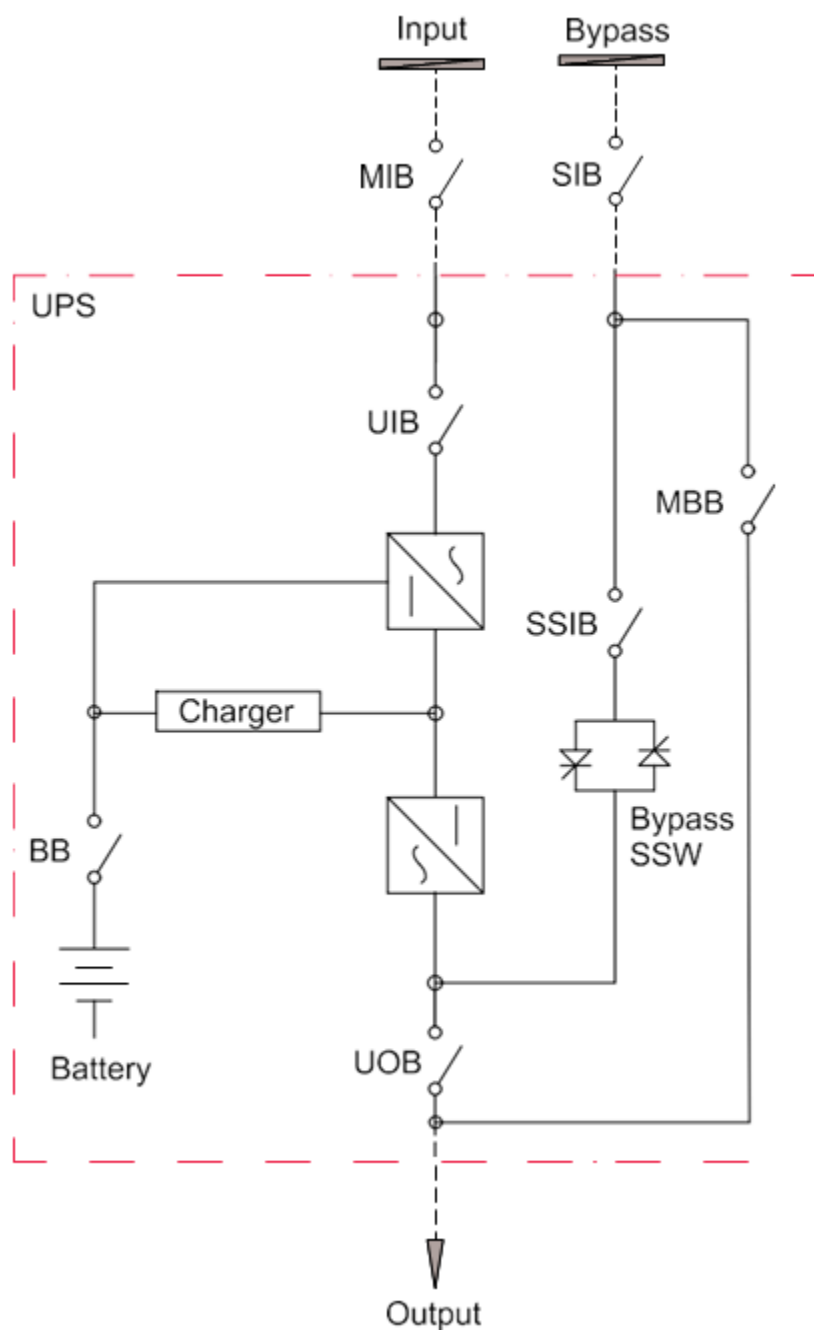 Input
Bypass
MIB
SIB
UPS
UIB
MBB
SSIB
Charger
Bypass
SSW
BB
UOB
Battery
Output